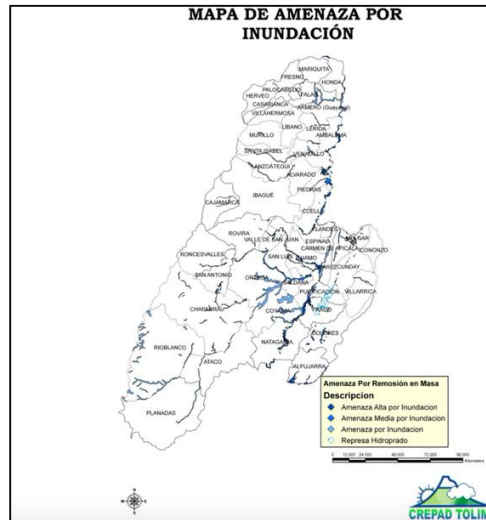 MAPA DE AMENAZA POR
INUNDACIÓN
MARIQUITA
FRESNO
HONDA
PALOCABILDO
FALAN
HERVEO
CASABIANCA
ARMERO (Guayabal)
VILLAHERMOSA
LIBANO
LERIDA
MURILLO
AMBALEMA
SANTA ISABEL
VENADILLO
ANZOATEGUI
ALVARADO
PIEDRAS
IBAGUE
CAJAMARCA
COELLO
ROVIRA
FLANDES
VALLE DE SAN JUAN
ESPINAL
MELGAR
CARMEN DE APICALA
ICONONZO
RONCESVALLES
SAN LUIS
GUAMO
SAN ANTONIO
SALDAÑA
PURIFICACION
VILLARRICA
CHAPARRAL
COYAIMA
PRADO
DOLORES
RIOBLANCO
NATAGAIMA
ATACO
ALPUJARRA
PLANADAS
Amenaza Por Remosión en Masa
Descripcion
Amenaza Alta por Inundacion
Amenaza Media por Inundacion
Amenaza por Inundacion
Represa Hidroprado
Kilometers
CREPAD TOLIM